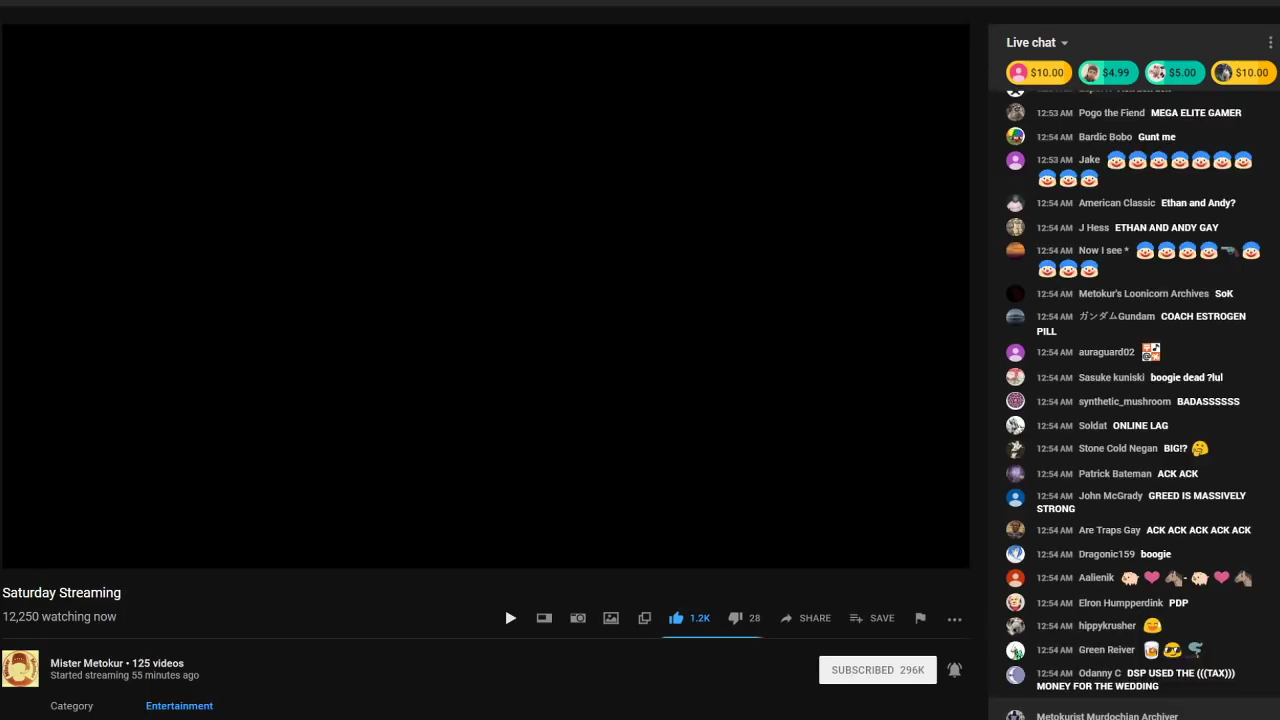 Live chat
$10.00 $4.99 $5.00 $10.00
12:53 AM Pogo the Fiend MEGA ELITE GAMER
12:54 AM Bardic Bobo Gunt me
12:53 AM Jake
12:54 AM American Classic Ethan and Andy?
12:54 AM J Hess ETHAN AND ANDY GAY
12:54 AM Now I see *
12:54 AM Metokur's Loonicorn Archives SoK
12:54 AM ガンダムGundam COACH ESTROGEN
PILL
12:54 AM auraguard02
12:54 AM Sasuke kuniski boogie dead ?lul
12:54 AM synthetic_mushroom BADASSSSSS
12:54 AM Soldat ONLINE LAG
12:54 AM Stone Cold Negan BIG!?
12:54 AM Patrick Bateman ACK ACK
12:54 AM John McGrady GREED IS MASSIVELY
STRONG
12:54 AM Are Traps Gay ACK ACK ACK ACK ACK
12:54 AM Dragonic159 boogie
12:54 AM Aalienik -
12:54 AM Elron Humpperdink PDP
12:54 AM hippykrusher
12:54 AM Green Reiver
12:54 AM Odanny C DSP USED THE (((TAX)))
MONEY FOR THE WEDDING
Metokurist Murdochian Archiver
Saturday Streaming
12,250 watching now
1.2K 28 SHARE SAVE
Mister Metokur • 125 videos
Started streaming 55 minutes ago
SUBSCRIBED 296K
Category Entertainment